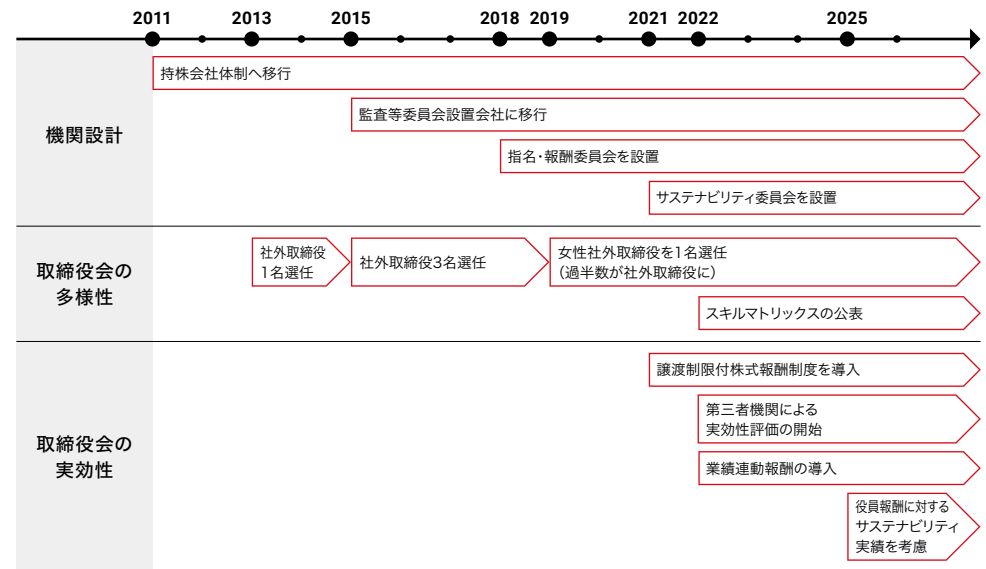 2011 2013 2015 2018 2019 2021 2022 2025
機関設計
持株会社体制へ移行
監査等委員会設置会社に移行
指名・報酬委員会を設置
サステナビリティ委員会を設置
取締役会の
多様性
社外取締役
1名選任
社外取締役3名選任
女性社外取締役を1名選任
（過半数が社外取締役に）
スキルマトリックスの公表
取締役会の
実効性
譲渡制限付株式報酬制度を導入
第三者機関による
実効性評価の開始
業績連動報酬の導入
役員報酬に対する
サステナビリティ
実績を考慮